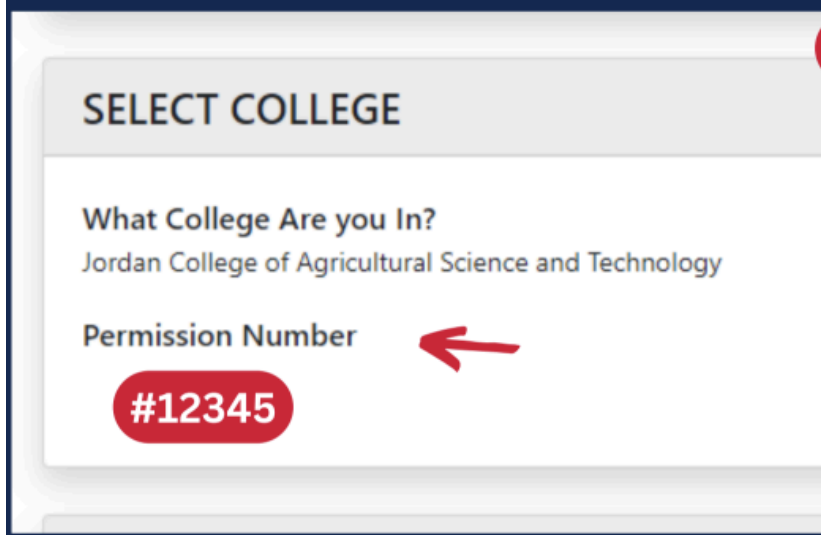 SELECT COLLEGE
What College Are you In?
Jordan College of Agricultural Science and Technology
Permission Number
#12345